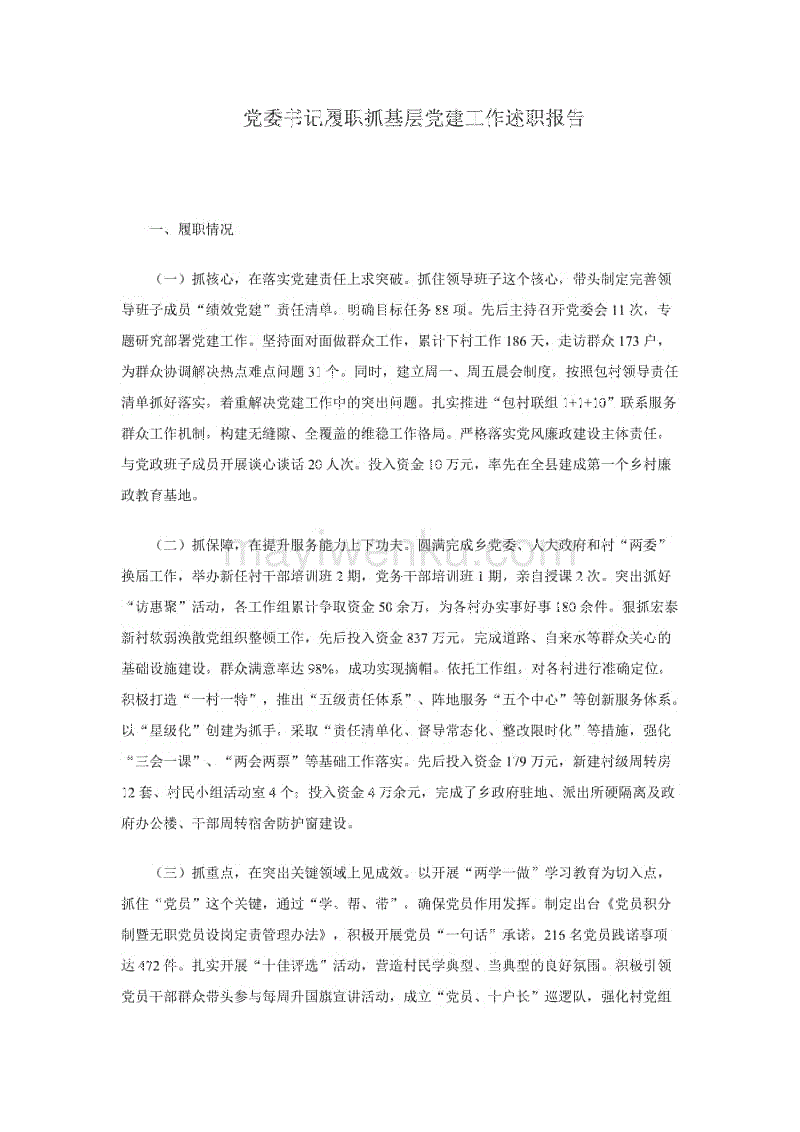 党委书记履职抓基层党建工作述职报告
一、履职情况
（一）抓核心，在落实党建责任上求突破。抓住领导班子这个核心，带头制定完善领
导班子成员“绩效党建”责任清单，明确目标任务 88 项。先后主持召开党委会 11 次，专
题研究部署党建工作。坚持面对面做群众工作，累计下村工作 186 天，走访群众 173 户，
为群众协调解决热点难点问题 31 个。同时，建立周一、周五晨会制度，按照包村领导责任
清单抓好落实，着重解决党建工作中的突出问题。扎实推进“包村联组 1+1+10”联系服务
群众工作机制，构建无缝隙、全覆盖的维稳工作格局。严格落实党风廉政建设主体责任，
与党政班子成员开展谈心谈话 20 人次。投入资金 10 万元，率先在全县建成第一个乡村廉
政教育基地。
mayiwenku.com
（二）抓保障，在提升服务能力上下功夫。圆满完成乡党委、人大政府和村“两委”
换届工作，举办新任村干部培训班 2 期，党务干部培训班 1 期，亲自授课 2 次。突出抓好
“访惠聚”活动，各工作组累计争取资金 50 余万，为各村办实事好事 180 余件。狠抓宏泰
新村软弱涣散党组织整顿工作，先后投入资金 837 万元，完成道路、自来水等群众关心的
基础设施建设，群众满意率达 98%，成功实现摘帽。依托工作组，对各村进行准确定位，
积极打造“一村一特”，推出“五级责任体系”、阵地服务“五个中心”等创新服务体系。
以“星级化”创建为抓手，采取“责任清单化、督导常态化、整改限时化”等措施，强化
“三会一课”、“两会两票”等基础工作落实。先后投入资金 179 万元，新建村级周转房
12 套、村民小组活动室 4 个；投入资金 4 万余元，完成了乡政府驻地、派出所硬隔离及政
府办公楼、干部周转宿舍防护窗建设。
（三）抓重点，在突出关键领域上见成效。以开展“两学一做”学习教育为切入点，
抓住“党员”这个关键，通过“学、帮、带”，确保党员作用发挥。制定出台《党员积分
制暨无职党员设岗定责管理办法》，积极开展党员“一句话”承诺，216 名党员践诺事项
达 472 件。扎实开展“十佳评选”活动，营造村民学典型、当典型的良好氛围。积极引领
党员干部群众带头参与每周升国旗宣讲活动，成立“党员、十户长”巡逻队，强化村党组